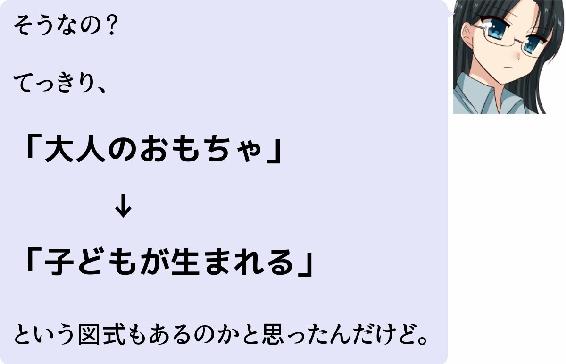 そうなの？
てっきり、
「大人のおもちゃ」
↓
「子どもが生まれる」
という図式もあるのかと思ったんだけど。